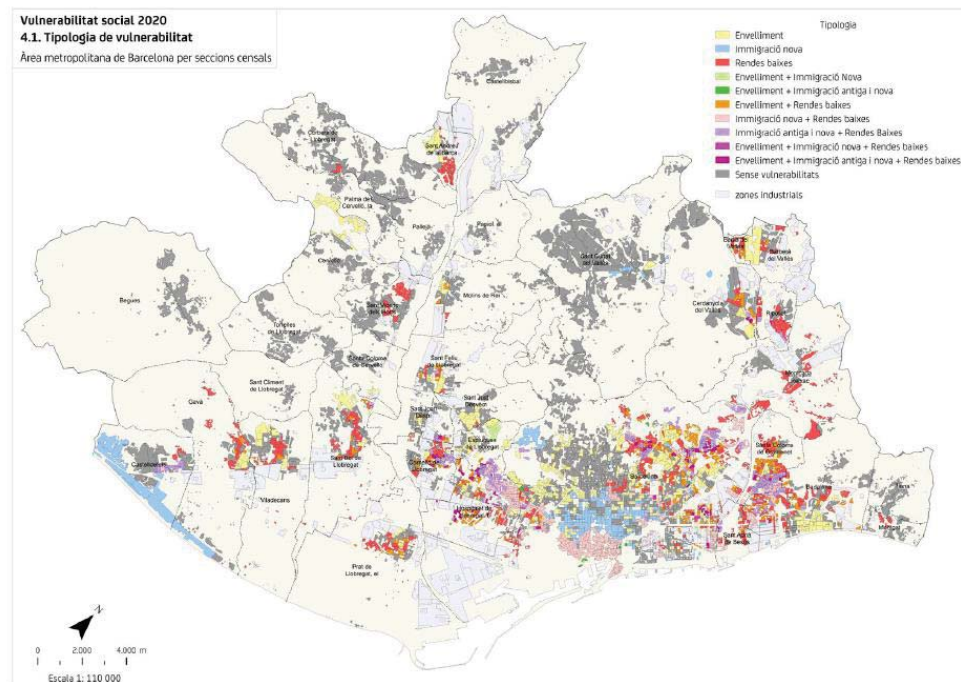 Vulnerabilitat social 2020
4.1. Tipologia de vulnerabilitat
Àrea metropolitana de Barcelona per seccions censals
Tipologia
Envelliment
Immigració nova
Rendes baixes
Envelliment + Immigració Nova
Envelliment + Immigració antiga i nova
Envelliment + Rendes baixes
Immigració nova + Rendes baixes
Immigració antiga i nova + Rendes Baixes
Envelliment + Immigració nova + Rendes baixes
Envelliment + Immigració antiga i nova + Rendes baixes
Sense vulnerabilitats
zones industrials
Castellbisbal
Corbera de
Llobregat
Sant Andreu
de la Barca
Palma de
Cervelló, la
Pallejà
Papiol, el
Sant Cugat
del Vallès
Badia del
Vallès
Barberà
del Vallès
Cervelló
Begues
Molins de Rei
Sant Vicenç
dels Horts
Cerdanyola
del Vallès
Ripollet
Torrelles
de Llobregat
Santa Coloma
de Cervelló
Sant Feliu
de Llobregat
Montcada
i Reixac
Sant Climent
de Llobregat
Gavà
Sant Just
Desvern
Sant Joan
Despí
Esplugues
de Llobregat
Santa Coloma
de Gramenet
Castelldefels
Sant Boi de
Llobregat
Cornellà de
Llobregat
Barcelona
Badalona
Tiana
Viladecans
Hospitalet de
Llobregat, l'
Montgat
Sant Adrià
de Besòs
Prat de
Llobregat, el
N
0 2.000 4.000 m
Escala 1: 110 000